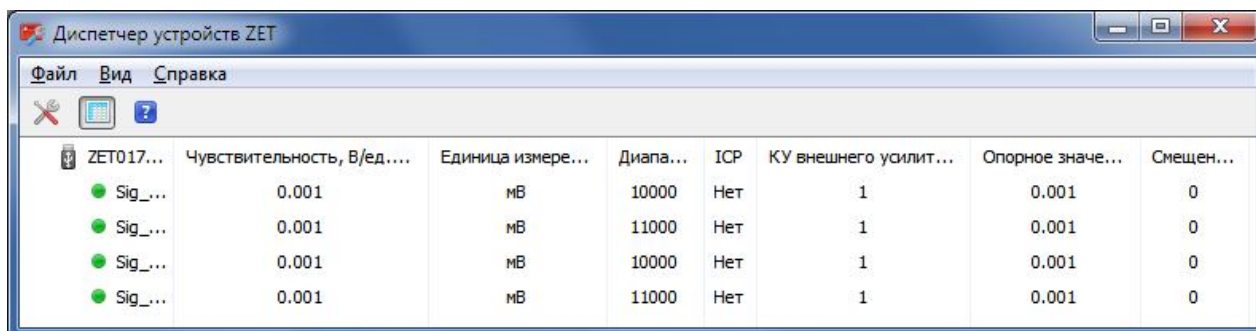 Диспетчер устройств ZET
Файл Вид Справка
ZET017... Чувствительность, В/ед.... Единица измере... Диапа... ICP КУ внешнего усилит... Опорное значе... Смещен...
Sig_... 0.001 мВ 10000 Нет 1 0.001 0
Sig_... 0.001 мВ 11000 Нет 1 0.001 0
Sig_... 0.001 мВ 10000 Нет 1 0.001 0
Sig_... 0.001 мВ 11000 Нет 1 0.001 0